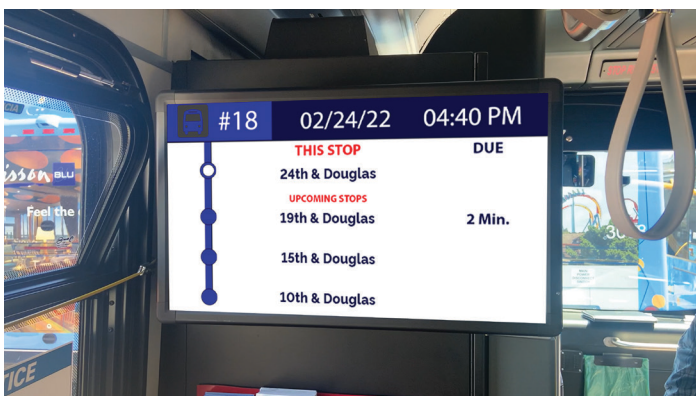 #18 02/24/22 04:40 PM
THIS STOP DUE
24th & Douglas
UPCOMING STOPS
19th & Douglas 2 Min.
15th & Douglas
10th & Douglas
BLU
Feel the
ICE